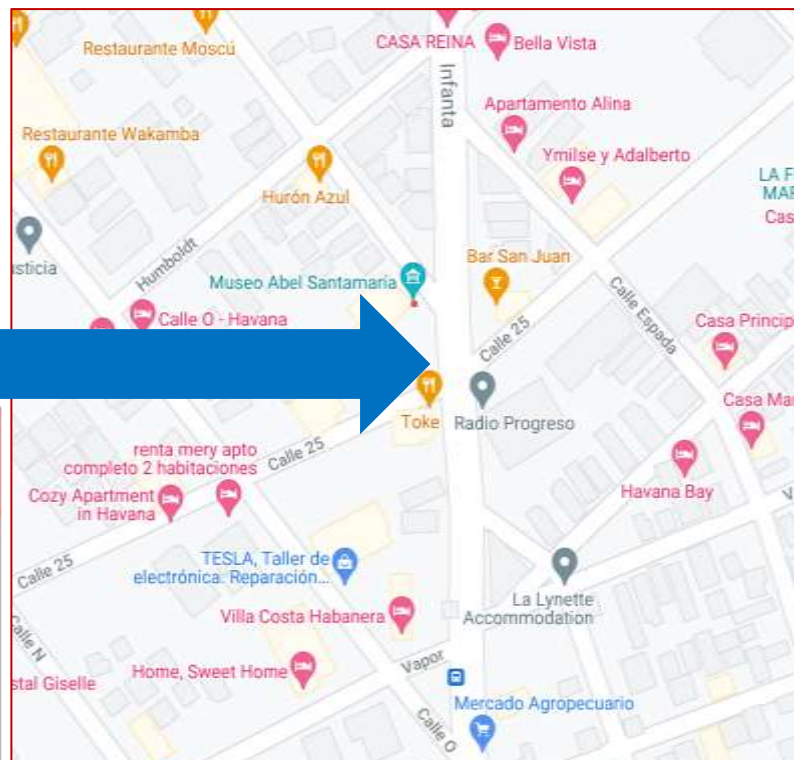 Restaurante Moscú
CASA REINA
Bella Vista
Infanta
Apartamento Alina
Restaurante Wakamba
Ymilse y Adalberto
LA F
MAR
Cas
Hurón Azul
usticia
Humboldt
Bar San Juan
Museo Abel Santamaria
Calle Espada
Calle O - Havana
Calle 25
Casa Princip
Toke
Radio Progreso
Casa Mar
renta mery apto
completo 2 habitaciones
Calle 25
Cozy Apartment
in Havana
Havana Bay
V
TESLA, Taller de
electrónica. Reparación...
Calle 25
La Lynette
Accommodation
Villa Costa Habanera
Calle N
Vapor
Home, Sweet Home
stal Giselle
Mercado Agropecuario
Calle O